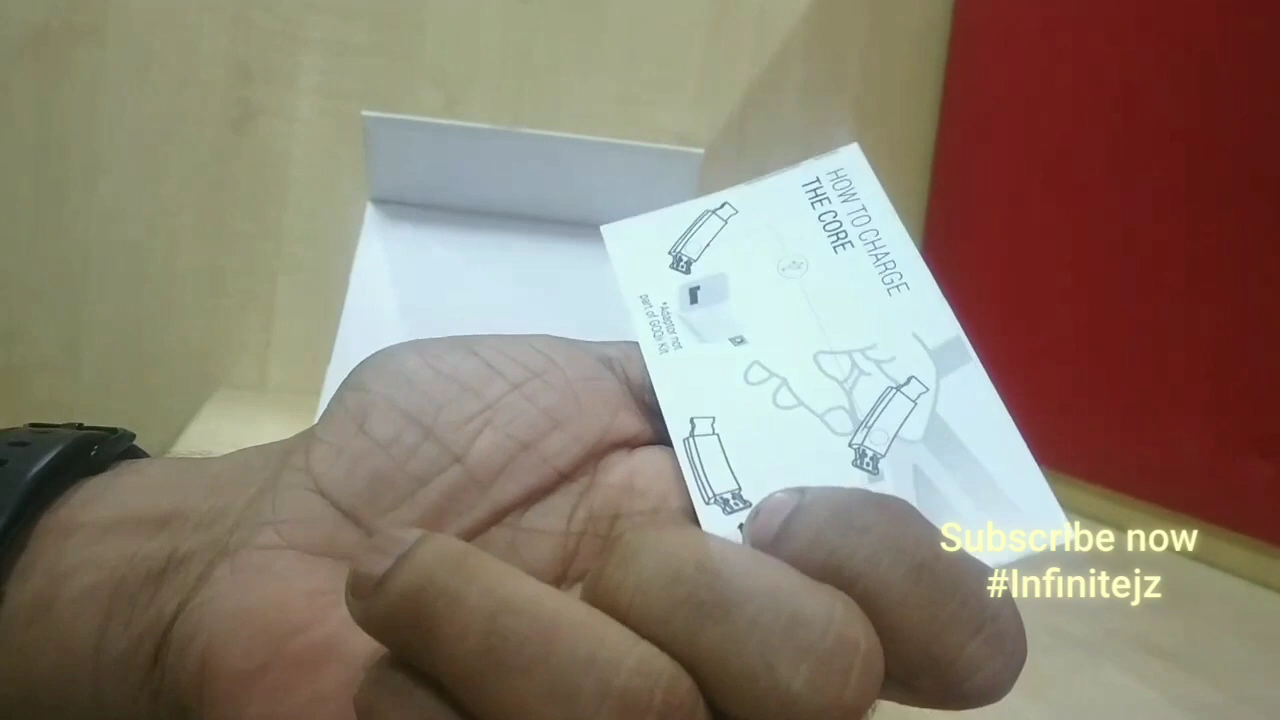 HOW TO CHARGE
THE CORE
*Adaptor not
part of GOQii Kit
Subscribe now
#Infinitejz